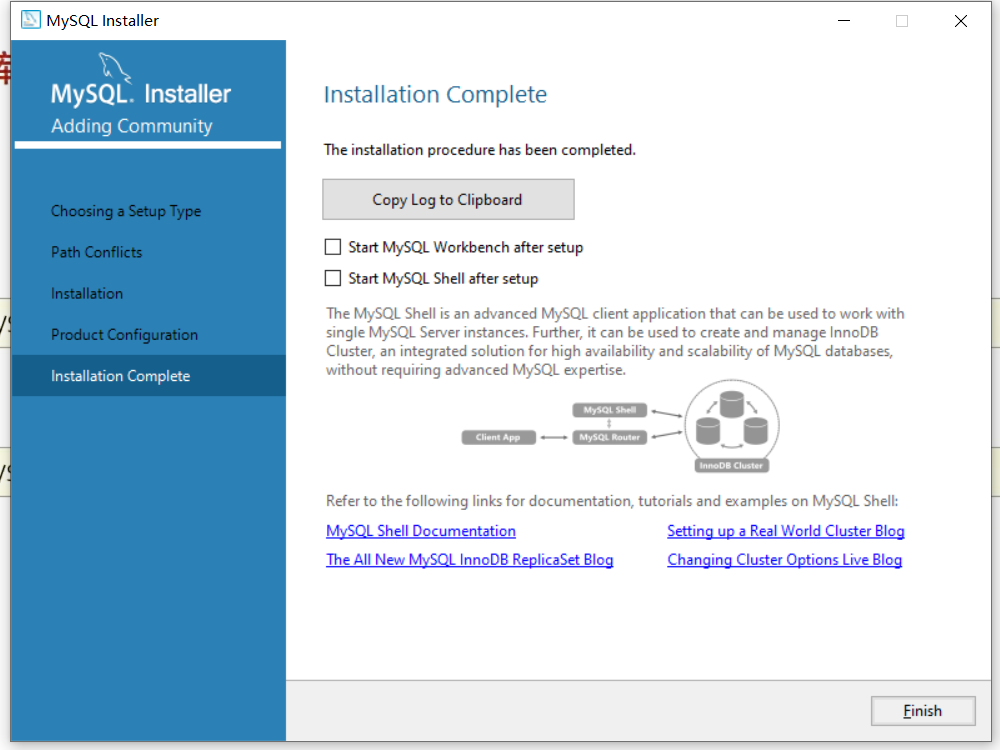 MySQL Installer
MySQL. Installer
Adding Community
Choosing a Setup Type
Path Conflicts
Installation
Product Configuration
Installation Complete
Installation Complete
The installation procedure has been completed.
Copy Log to Clipboard
Start MySQL Workbench after setup
Start MySQL Shell after setup
The MySQL Shell is an advanced MySQL client application that can be used to work with
single MySQL Server instances. Further, it can be used to create and manage InnoDB
Cluster, an integrated solution for high availability and scalability of MySQL databases,
without requiring advanced MySQL expertise.
MySQL Shell
Client App
MySQL Router
InnoDB Cluster
Refer to the following links for documentation, tutorials and examples on MySQL Shell:
MySQL Shell Documentation
Setting up a Real World Cluster Blog
The All New MySQL InnoDB ReplicaSet Blog
Changing Cluster Options Live Blog
Finish